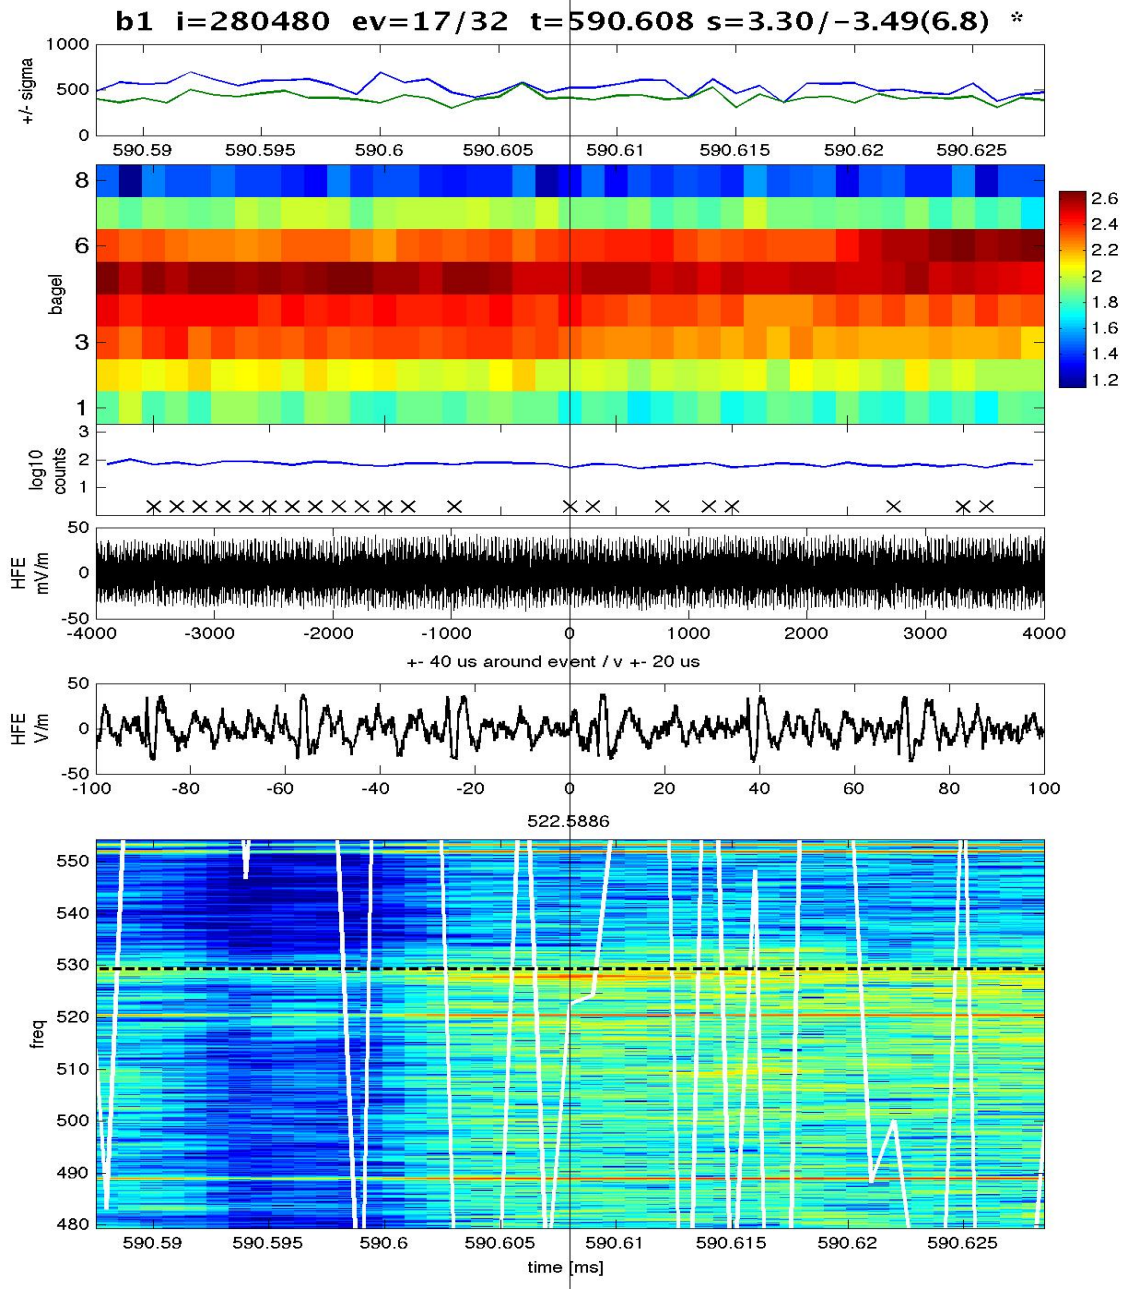 b1 i=280480 ev=17/32 t=590.608 s=3.30/-3.49(6.8) *
+/- sigma
1000
500
0
590.59 590.595 590.6 590.605 590.61 590.615 590.62 590.625
bagel
8
6
3
1
2.6
2.4
2.2
2
1.8
1.6
1.4
1.2
log10
counts
3
2
1
HFE
mV/m
50
0
-50
-4000 -3000 -2000 -1000 0 1000 2000 3000 4000
+- 40 us around event / v +- 20 us
HFE
V/m
50
0
-50
-100 -80 -60 -40 -20 0 20 40 60 80 100
522.5886
freq
550
540
530
520
510
500
490
480
590.59 590.595 590.6 590.605 590.61 590.615 590.62 590.625
time [ms]